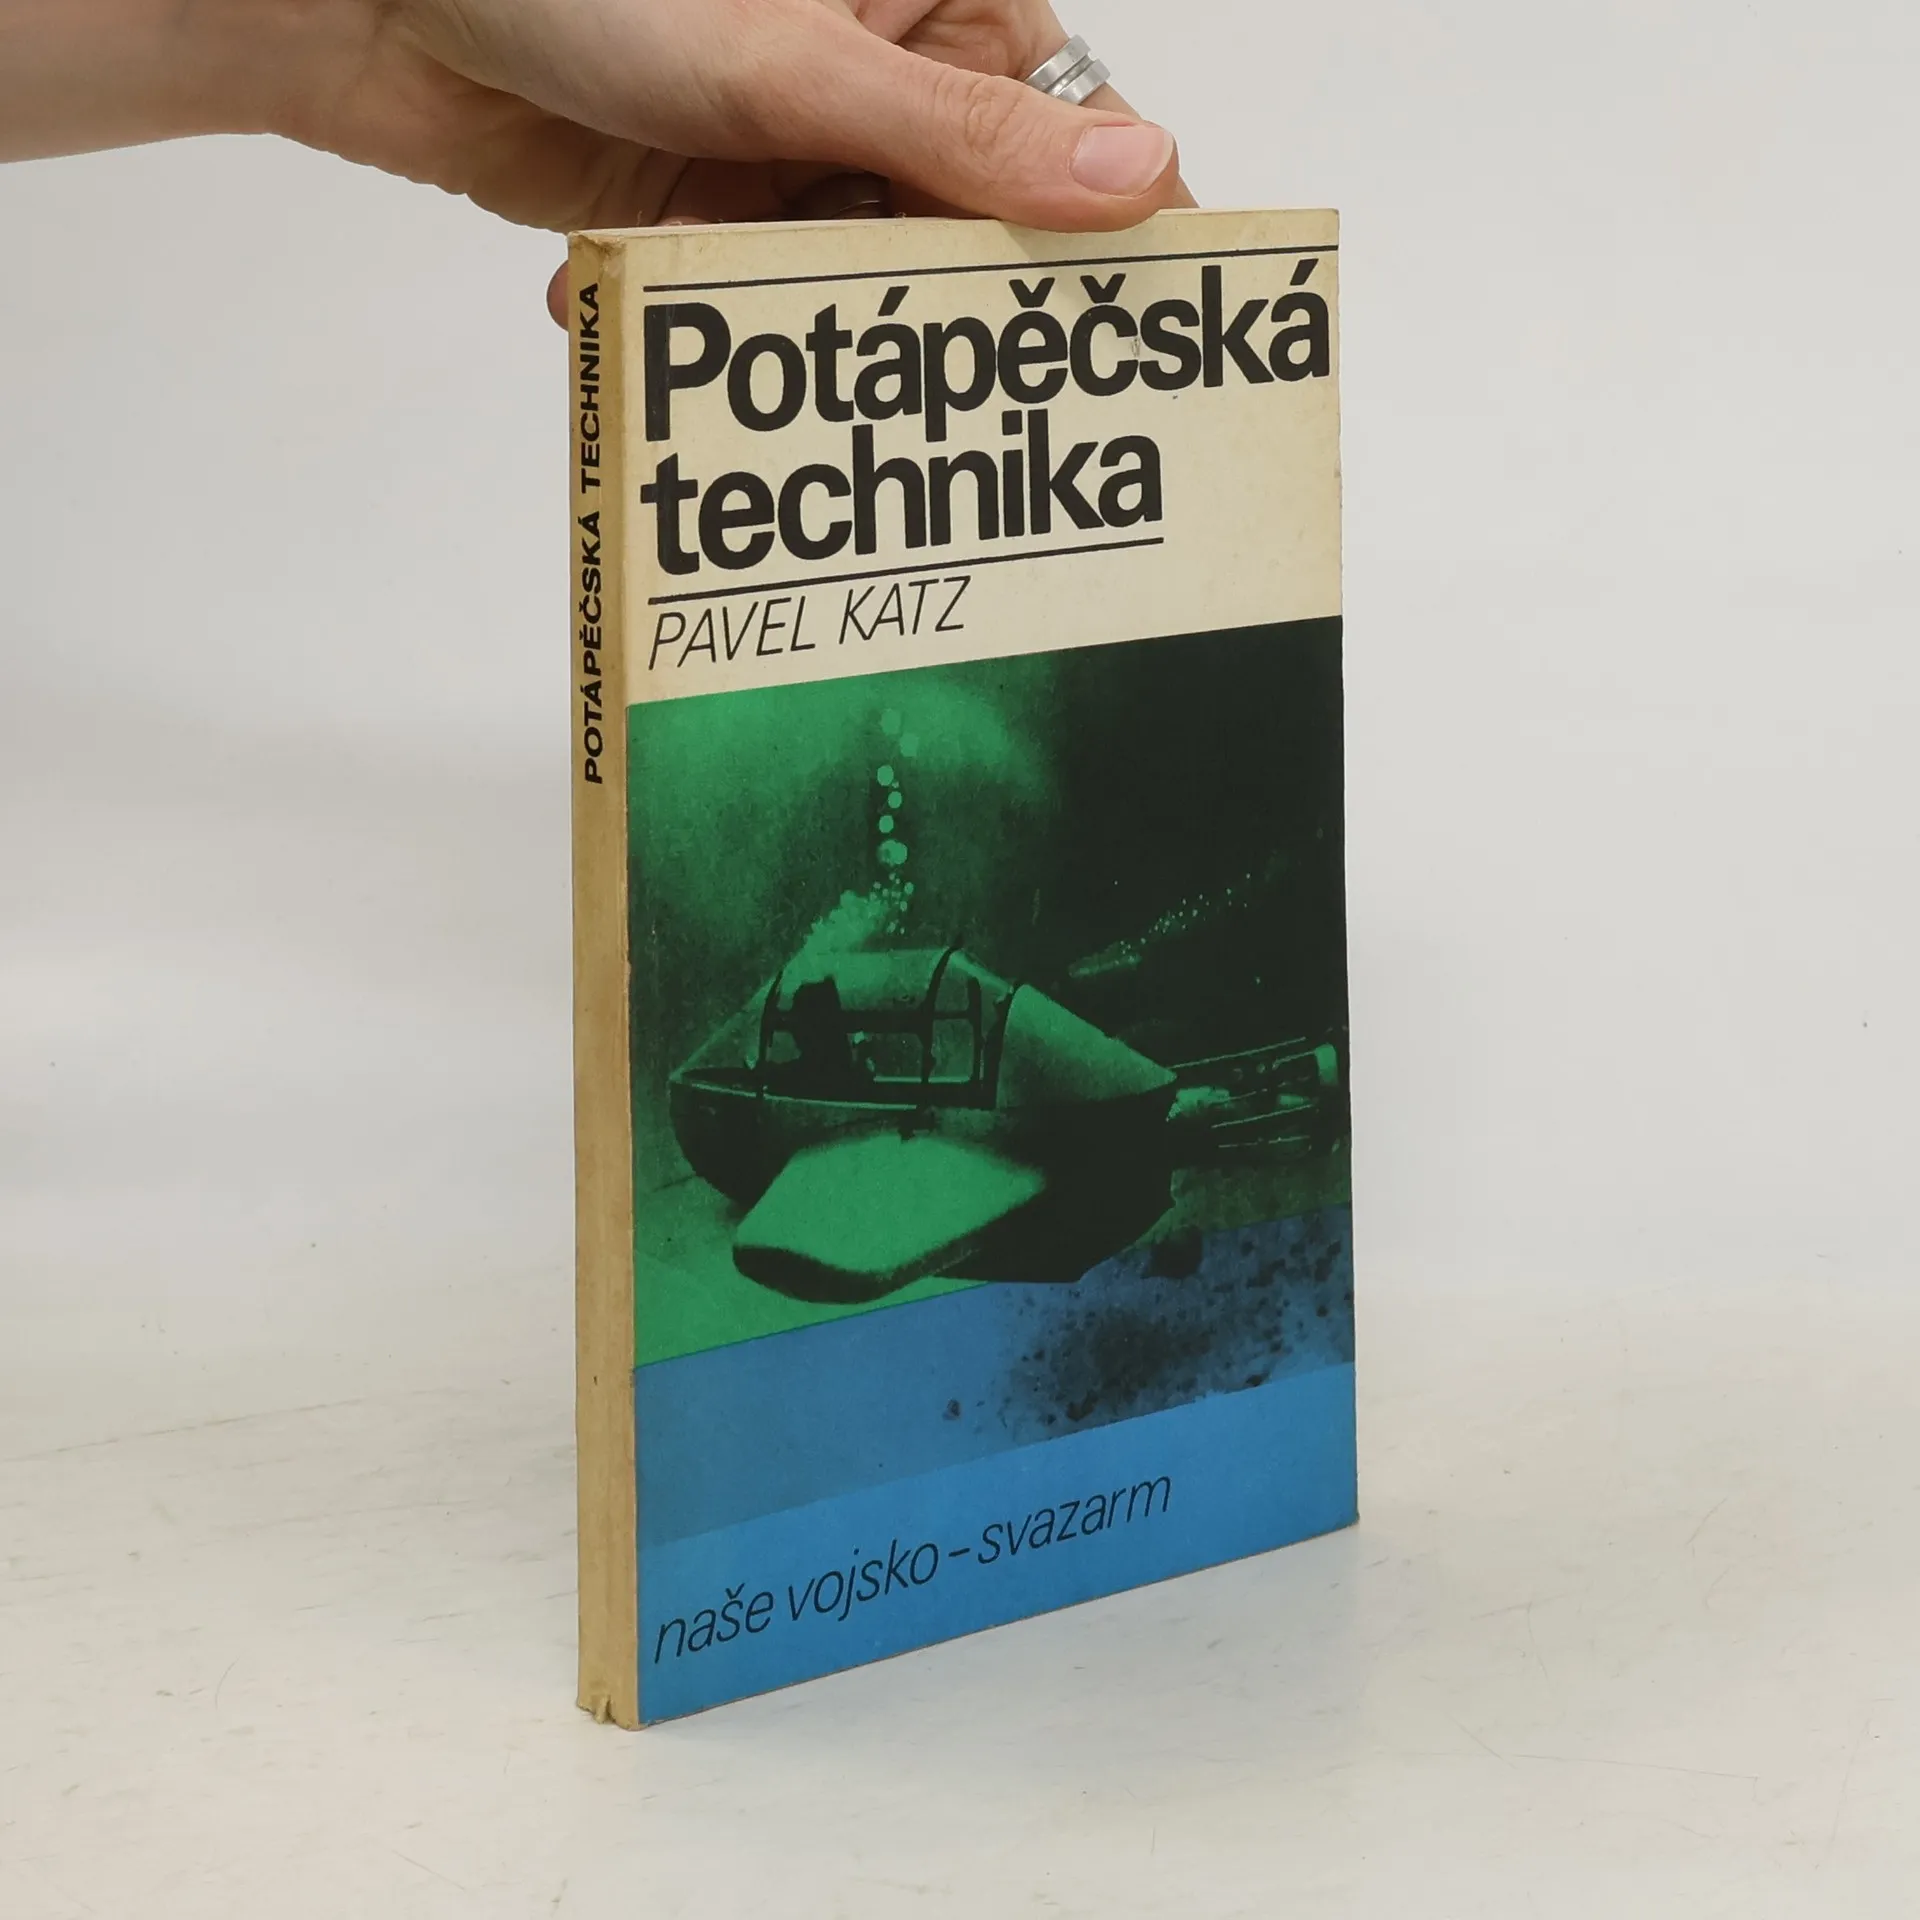 POTÁPĚČSKÁ TECHNIKA
Potápěčská
technika
PAVEL KATZ
naše vojsko – svazarm